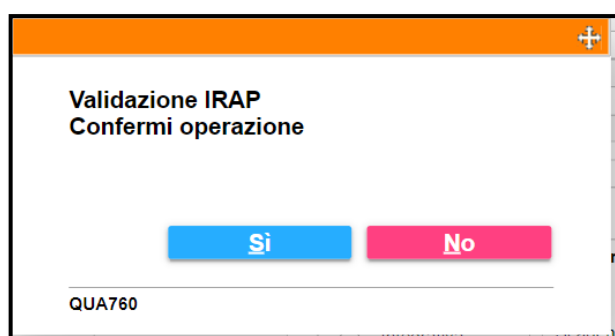 Validazione IRAP
Confermi operazione
Sì
No
QUA760